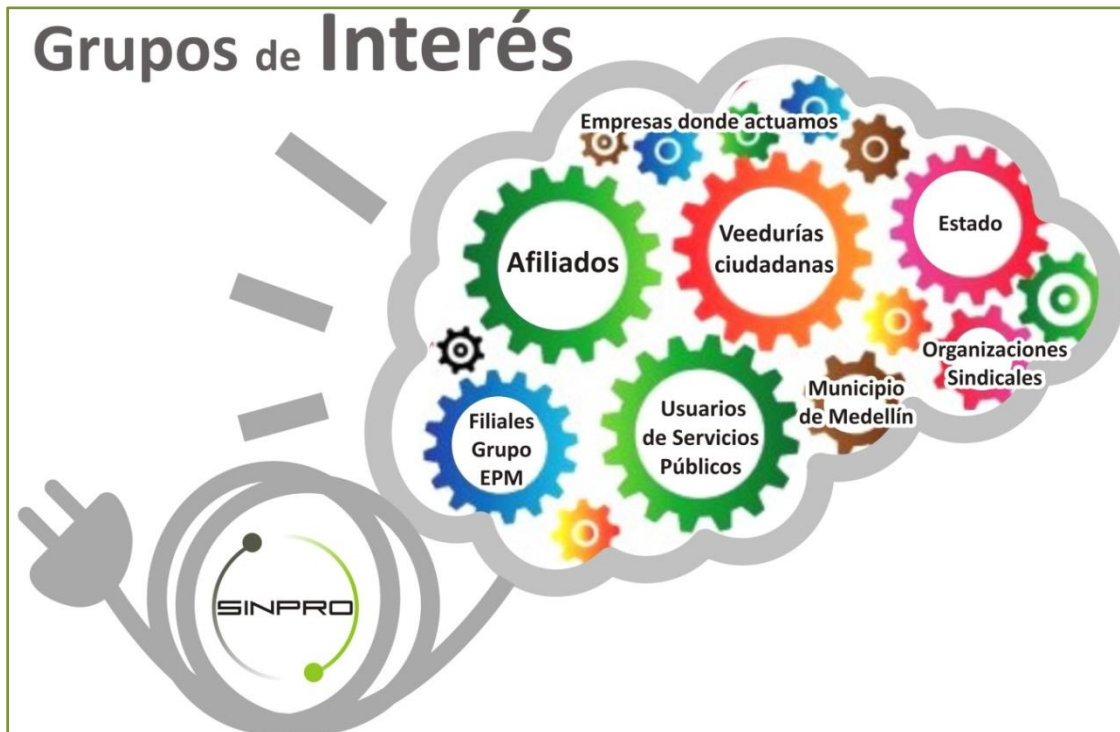 Grupos de Interés
Empresas donde actuamos
Afiliados
Veedurías
ciudadanas
Estado
Organizaciones
Sindicales
Municipio
de Medellín
Filiales
Grupo
EPM
Usuarios
de Servicios
Públicos
SINPRO